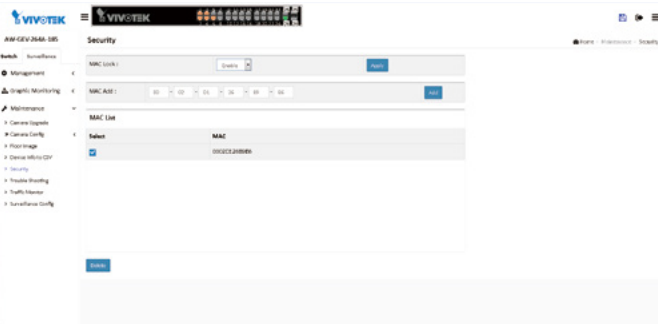 VIVOTEK
VIVOTEK
AW-GEV-264A-185
Switch Surveillance
Management
Graphic Monitoring
Maintenance
Camera Upgrade
Camera Config
Floor Image
Device Micro CDV
Security
Trouble Shooting
Traffic Monitor
Surveillance Config
Security
Home Maintenance Security
MAC Lock :
Enable
Apply
MAC Add :
Add
MAC List
Select MAC
Delete